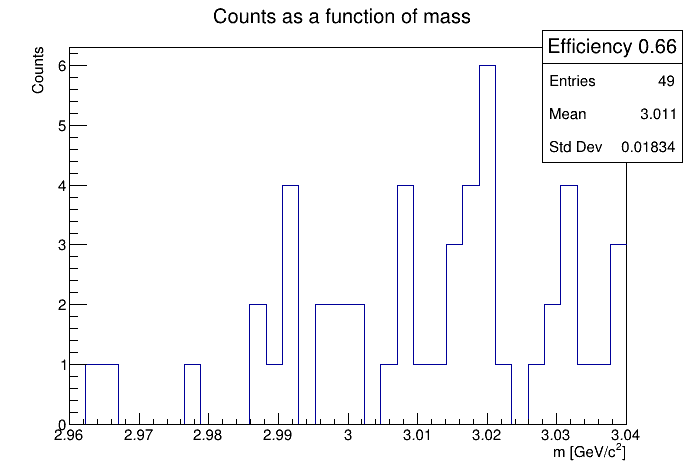 Counts as a function of mass
Counts
Efficiency 0.66
Entries 49
Mean 3.011
Std Dev 0.01834
6
5
4
3
2
1
0
2.96 2.97 2.98 2.99 3 3.01 3.02 3.03 3.04
m [GeV/c²]